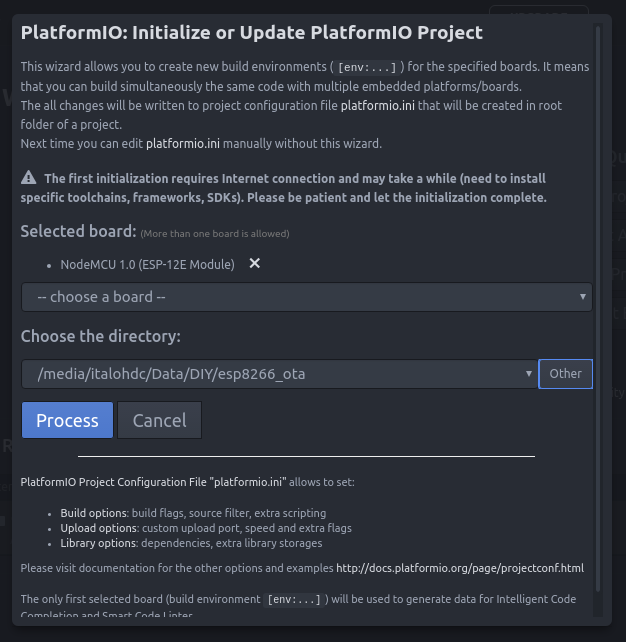 PlatformIO: Initialize or Update PlatformIO Project
This wizard allows you to create new build environments ( [env:...] ) for the specified boards. It means
that you can build simultaneously the same code with multiple embedded platforms/boards.
The all changes will be written to project configuration file platformio.ini that will be created in root
folder of a project.
Next time you can edit platformio.ini manually without this wizard.
The first initialization requires Internet connection and may take a while (need to install
specific toolchains, frameworks, SDKs). Please be patient and let the initialization complete.
Selected board: (More than one board is allowed)
• NodeMCU 1.0 (ESP-12E Module) ✕
-- choose a board --
Choose the directory:
/media/italohdc/Data/DIY/esp8266_ota
Other
Process Cancel
PlatformIO Project Configuration File "platformio.ini" allows to set:
• Build options: build flags, source filter, extra scripting
• Upload options: custom upload port, speed and extra flags
• Library options: dependencies, extra library storages
Please visit documentation for the other options and examples http://docs.platformio.org/page/projectconf.html
The only first selected board (build environment [env:...] ) will be used to generate data for Intelligent Code
Completion and Smart Code Linter